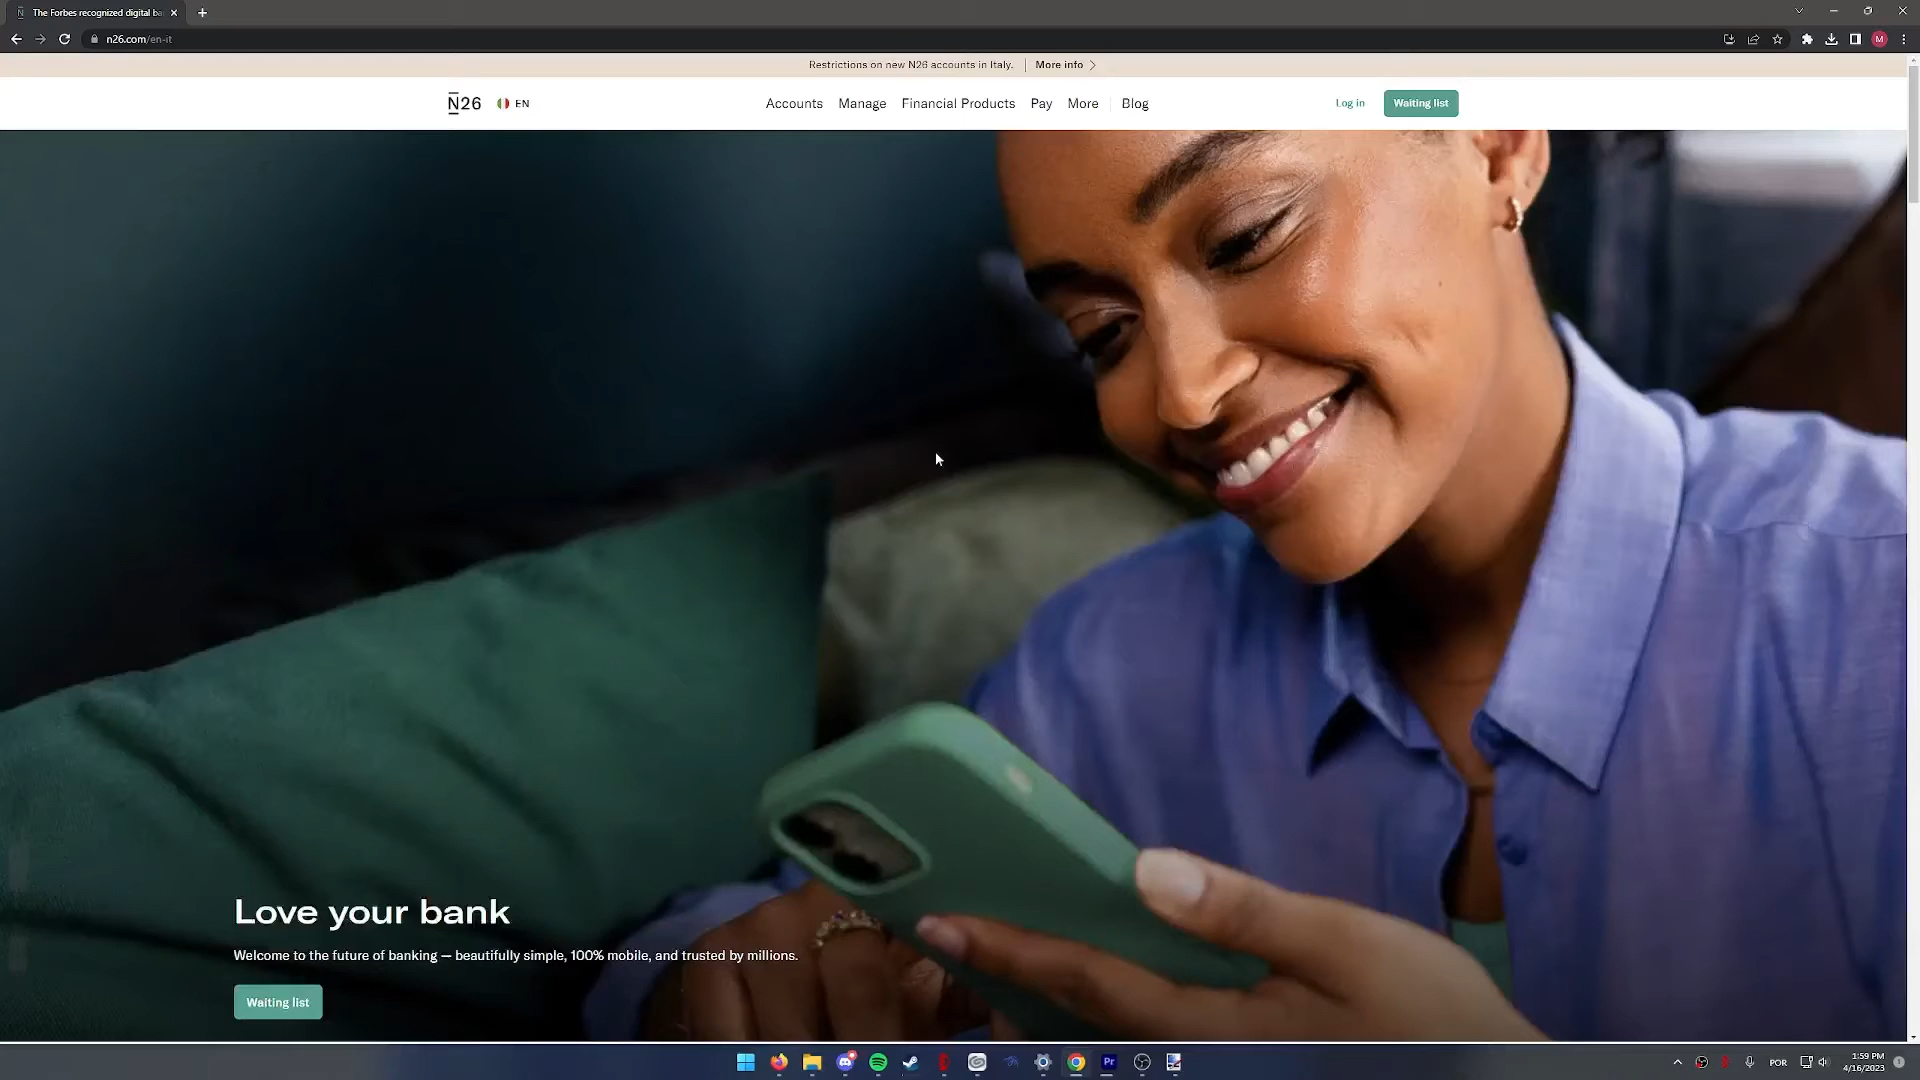 The Forbes recognized digital ba
n26.com/en-it
M
Restrictions on new N26 accounts in Italy. More info
N26 EN Accounts Manage Financial Products Pay More Blog Log in Waiting list
Love your bank
Welcome to the future of banking — beautifully simple, 100% mobile, and trusted by millions.
Waiting list
Pr
POR
1:59 PM
4/16/2023